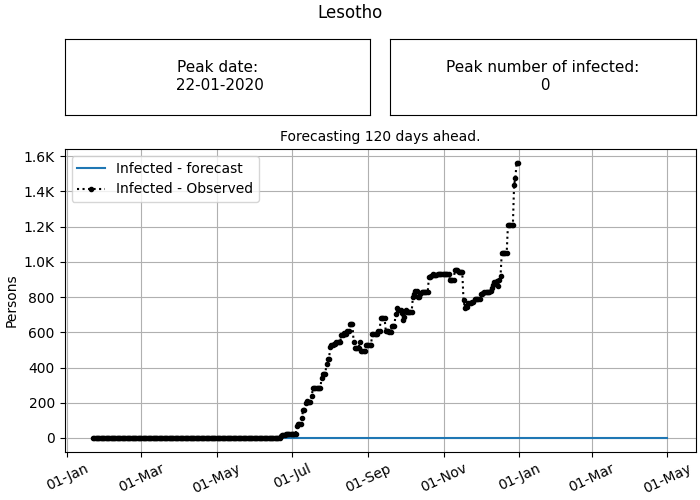 Lesotho
Peak date:
22-01-2020
Peak number of infected:
0
Forecasting 120 days ahead.
Infected - forecast
Infected - Observed
Persons
1.6K
1.4K
1.2K
1.0K
800
600
400
200
0
01-Jan
01-Mar
01-May
01-Jul
01-Sep
01-Nov
01-Jan
01-Mar
01-May